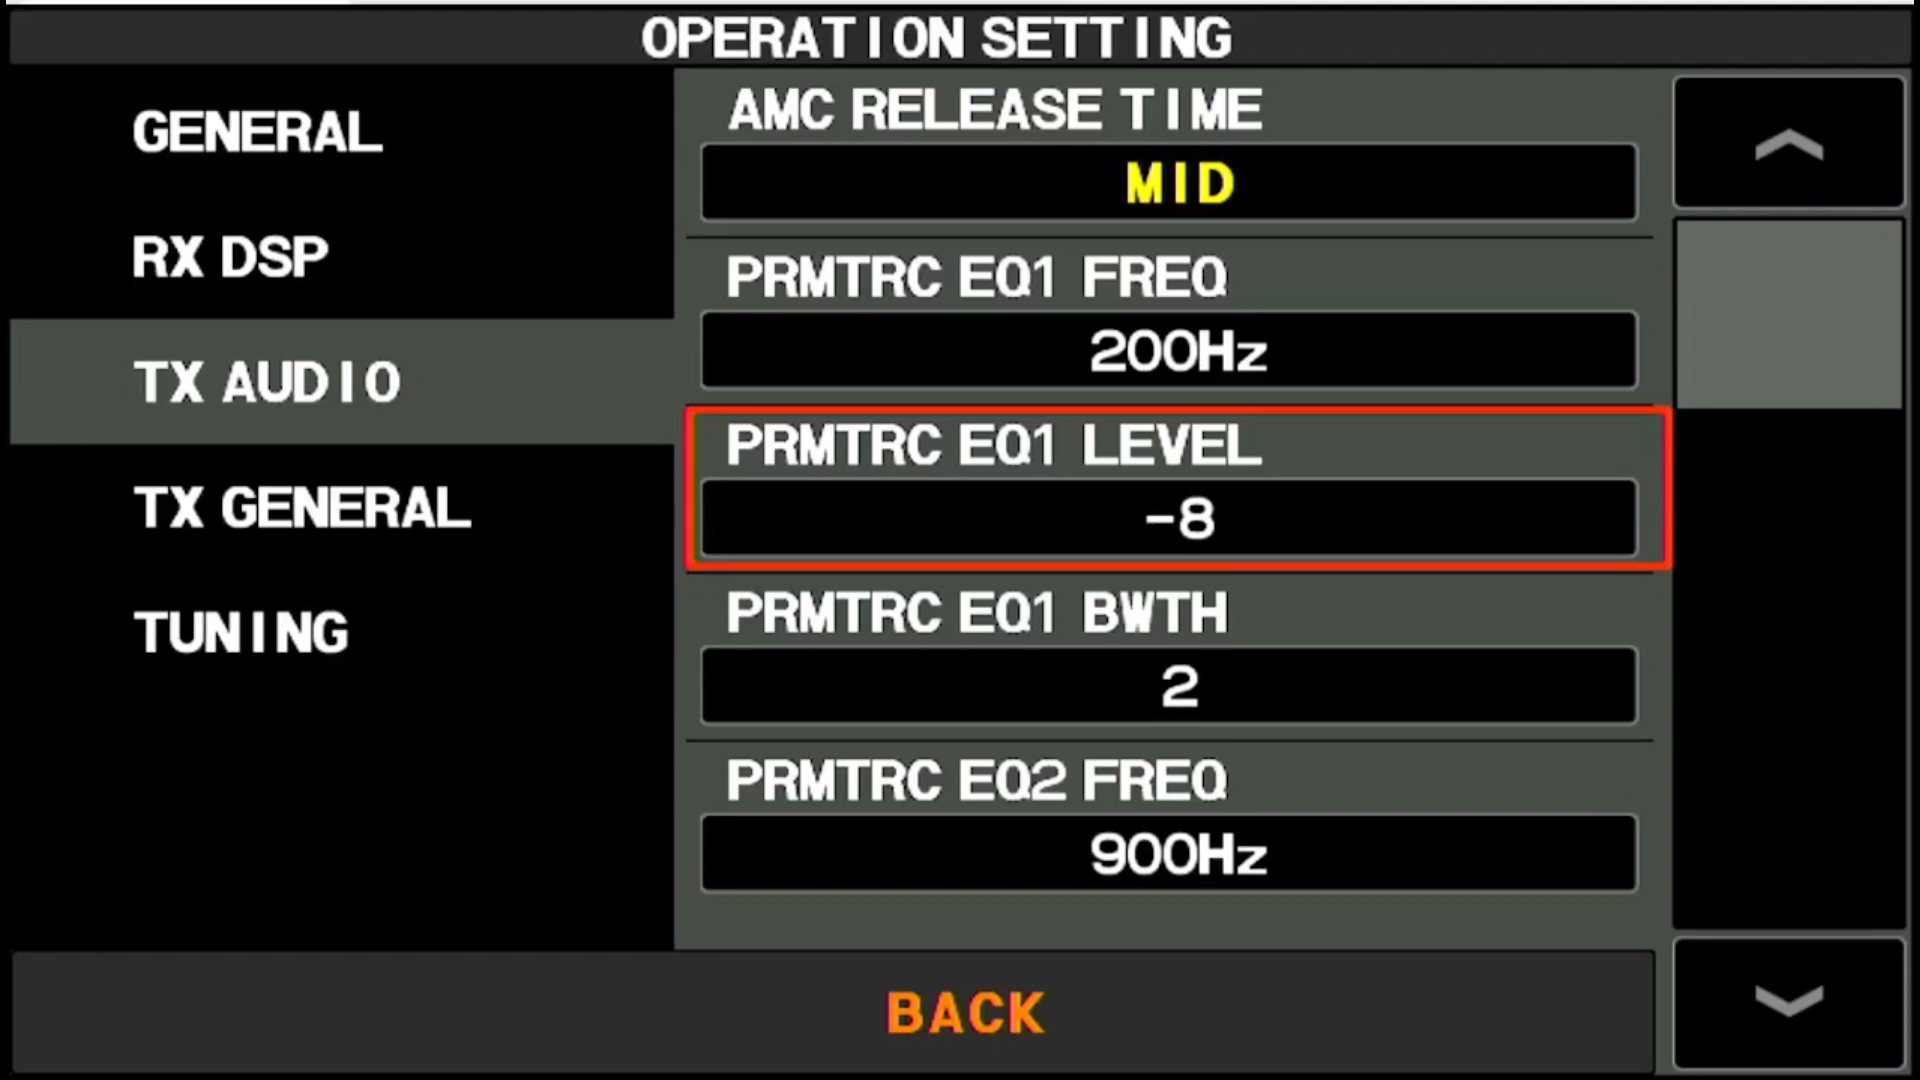 OPERATION SETTING
GENERAL
RX DSP
TX AUDIO
TX GENERAL
TUNING
AMC RELEASE TIME
MID
PRMTRC EQ1 FREQ
200Hz
PRMTRC EQ1 LEVEL
-8
PRMTRC EQ1 BWTH
2
PRMTRC EQ2 FREQ
900Hz
BACK